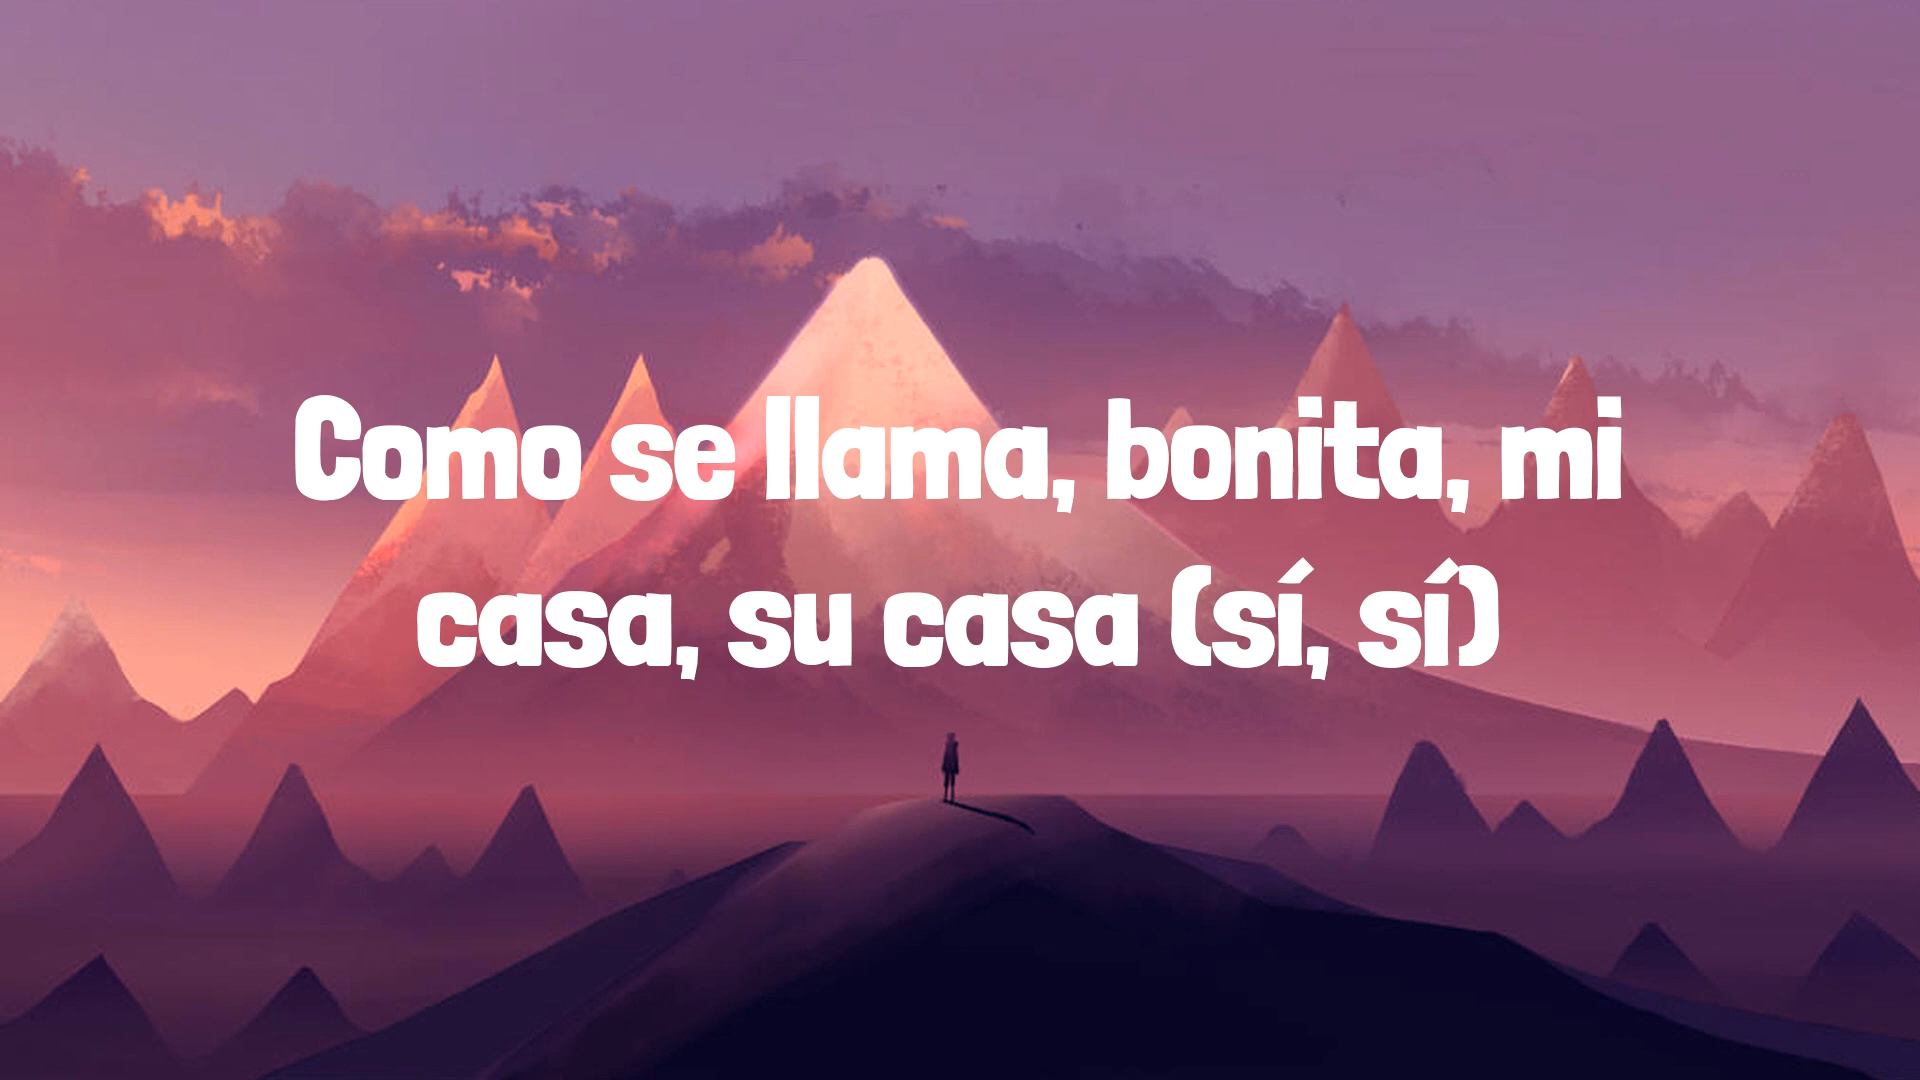 Como se llama, bonita, mi
casa, su casa (sí, sí)